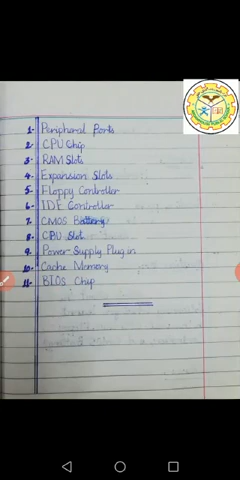 1- Peripheral Ports
2- CPU Chip
3- RAM Slots
4- Expansion Slots
5- Floppy Controller
6- IDE Controller
7- CMOS Battery
8- CPU Slot
9- Power Supply Plug in
10- Cache Memory
11- BIOS Chip